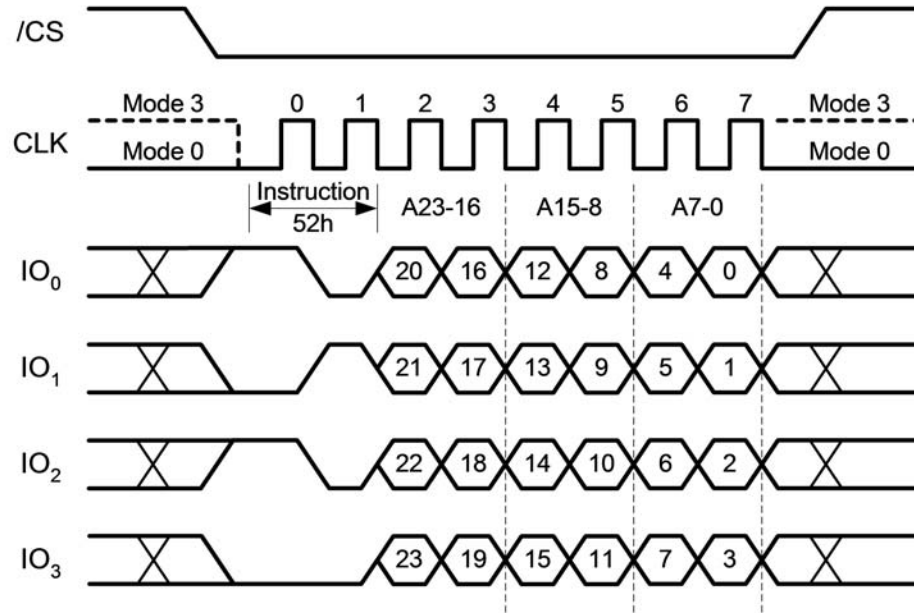 /CS
Mode 3 0 1 2 3 4 5 6 7 Mode 3
CLK
Mode 0 Mode 0
Instruction A23-16 A15-8 A7-0
52h
IO0 20 16 12 8 4 0
IO1 21 17 13 9 5 1
IO2 22 18 14 10 6 2
IO3 23 19 15 11 7 3